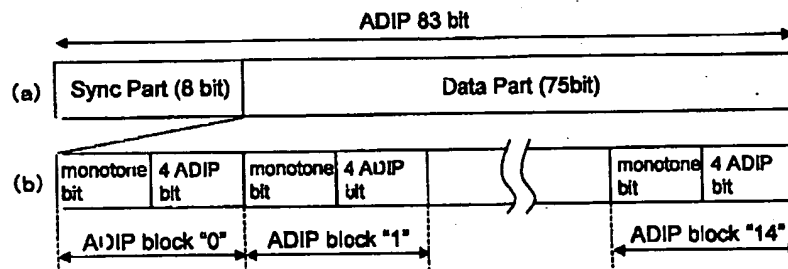 ADIP 83 bit
(a) Sync Part (8 bit) Data Part (75bit)
(b) monotone bit 4 ADIP bit monotone bit 4 ADIP bit monotone bit 4 ADIP bit
ADIP block "0" ADIP block "1" ADIP block "14"